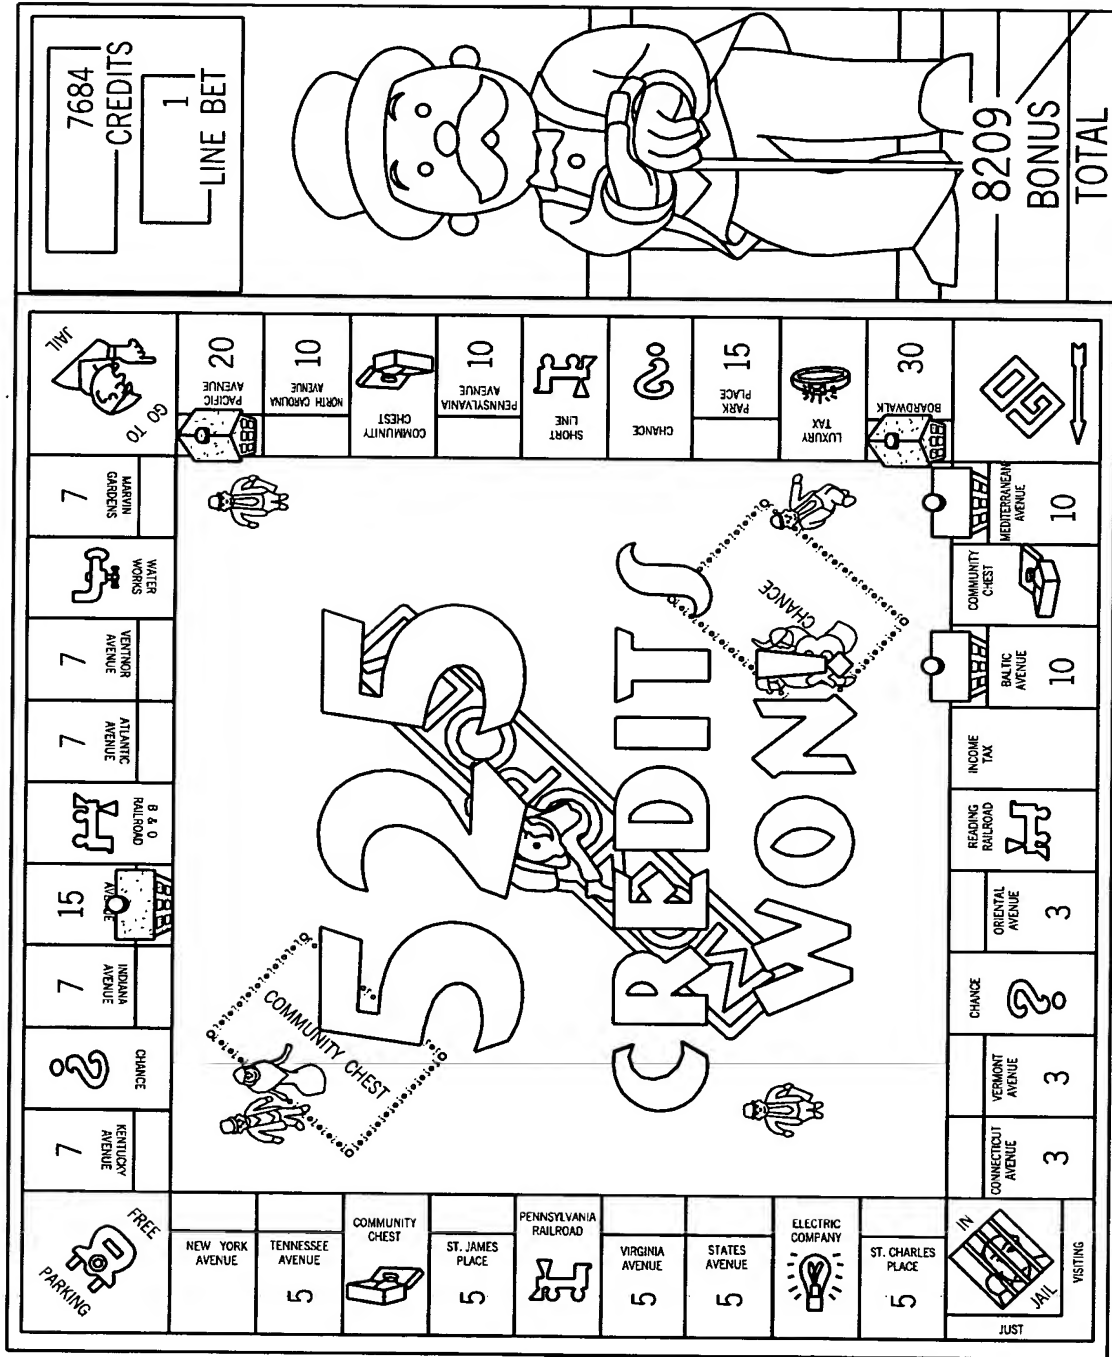 7684
CREDITS
1
LINE BET
8209
BONUS
TOTAL
525
CREDITS
WON
COMMUNITY CHEST
CHANCE
FREE
PARKING
7
KENTUCKY
AVENUE
CHANCE
7
INDIANA
AVENUE
15
AVENUE
B & O
RAILROAD
7
ATLANTIC
AVENUE
7
VENTNOR
AVENUE
WATER
WORKS
7
MARVIN
GARDENS
GO TO
JAIL
20
PACIFIC
AVENUE
10
NORTH CAROLINA
AVENUE
COMMUNITY
CHEST
10
PENNSYLVANIA
AVENUE
SHORT
LINE
CHANCE
15
PARK
PLACE
LUXURY
TAX
30
BOARDWALK
GO
MEDITERRANEAN
AVENUE
10
COMMUNITY
CHEST
BALTIC
AVENUE
10
INCOME
TAX
READING
RAILROAD
ORIENTAL
AVENUE
3
CHANCE
VERMONT
AVENUE
3
CONNECTICUT
AVENUE
3
IN
JAIL
JUST
VISITING
ST. CHARLES
PLACE
5
ELECTRIC
COMPANY
STATES
AVENUE
5
VIRGINIA
AVENUE
5
PENNSYLVANIA
RAILROAD
ST. JAMES
PLACE
5
COMMUNITY
CHEST
TENNESSEE
AVENUE
5
NEW YORK
AVENUE